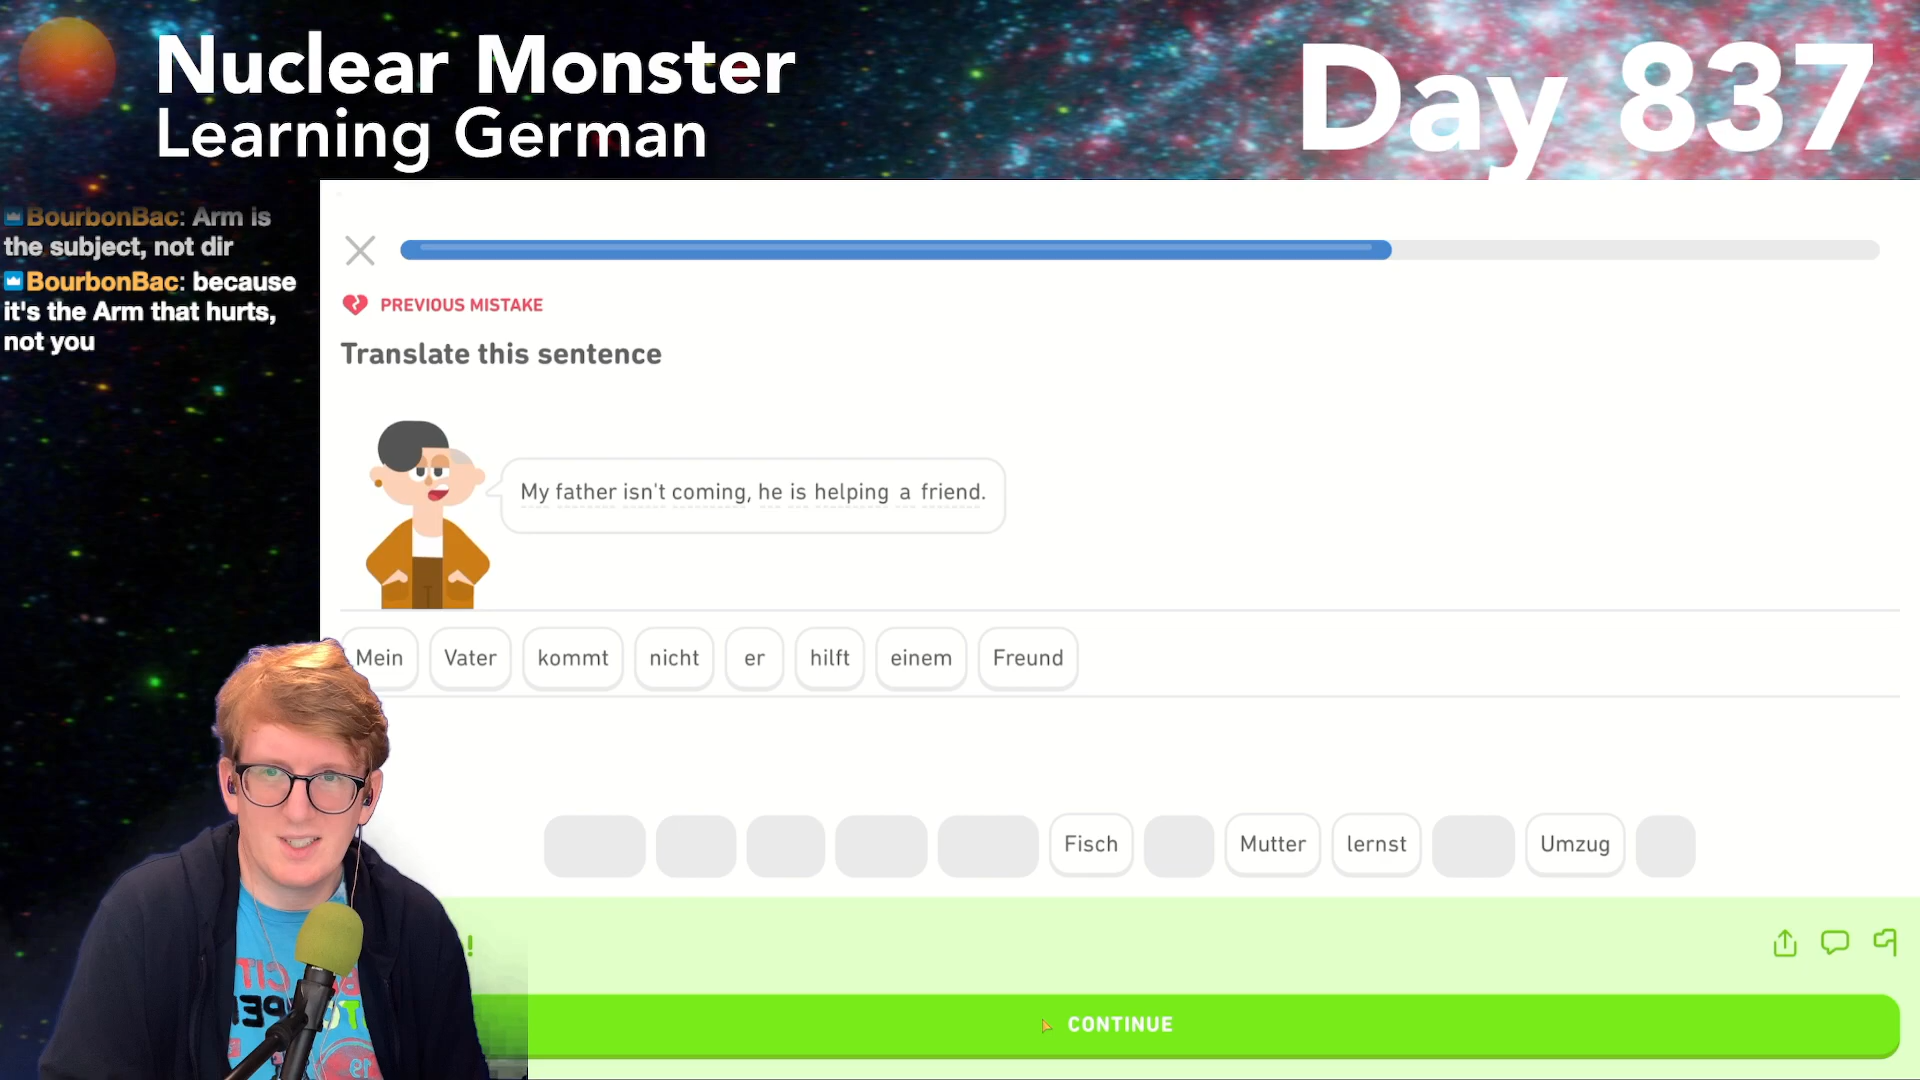 Nuclear Monster
Learning German
Day 837
BourbonBac: Arm is
the subject, not dir
BourbonBac: because
it's the Arm that hurts,
not you
PREVIOUS MISTAKE
Translate this sentence
My father isn't coming, he is helping a friend.
Mein Vater kommt nicht er hilft einem Freund
Fisch Mutter lernst Umzug
!
CONTINUE